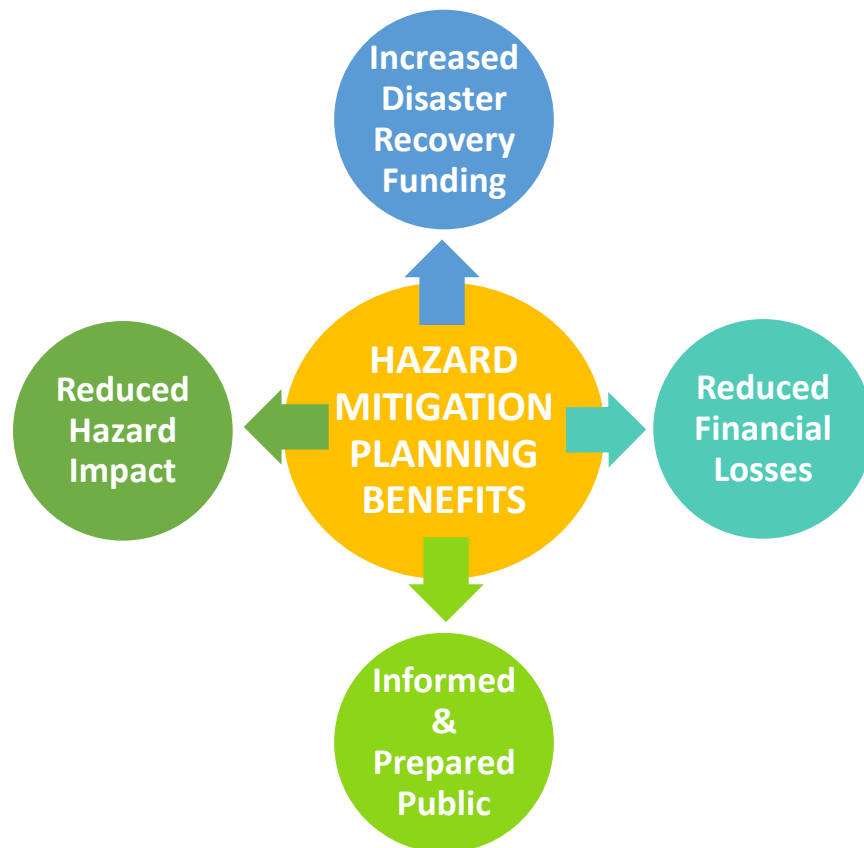 Increased
Disaster
Recovery
Funding
HAZARD
MITIGATION
PLANNING
BENEFITS
Reduced
Hazard
Impact
Reduced
Financial
Losses
Informed
&
Prepared
Public